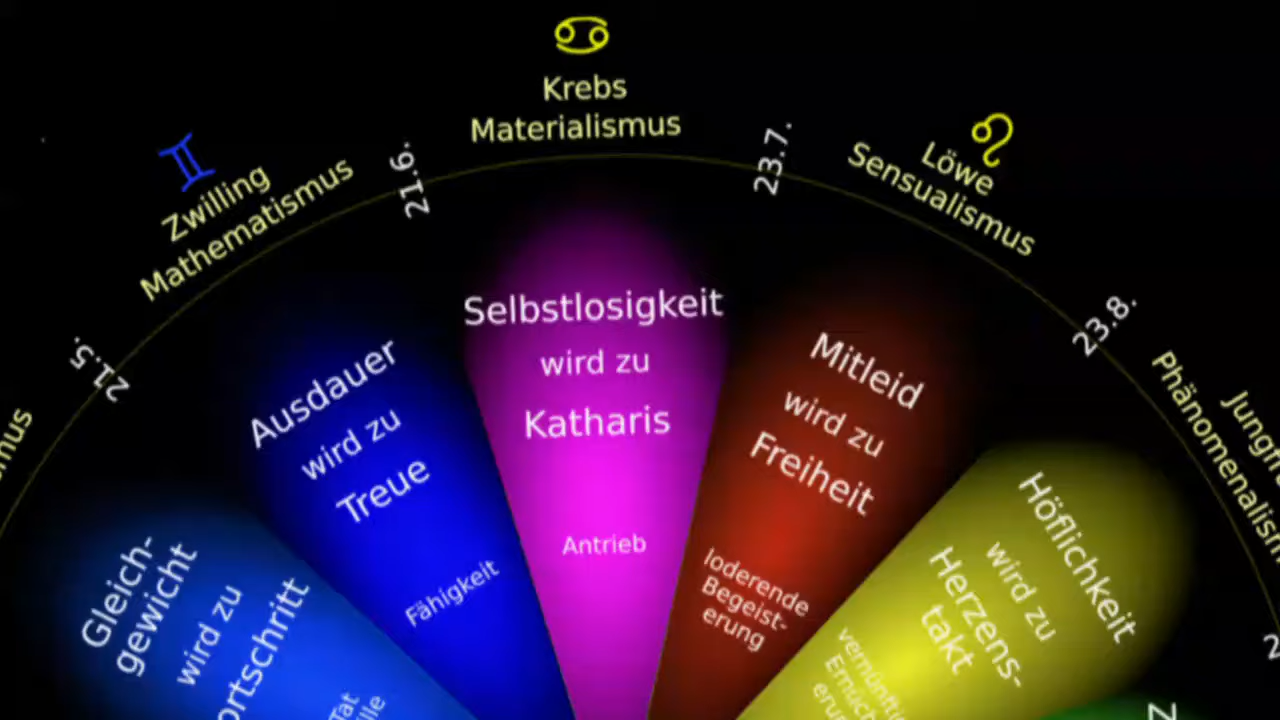 Krebs
Materialismus
Zwilling
Mathematismus
Löwe
Sensualismus
21.5.
21.6.
23.7.
23.8.
Gleich-
gewicht
wird zu
Ausdauer
wird zu
Treue
Fähigkeit
Selbstlosigkeit
wird zu
Katharis
Antrieb
Mitleid
wird zu
Freiheit
loderende
Begeist-
erung
Höflichkeit
wird zu
Herzens-
takt